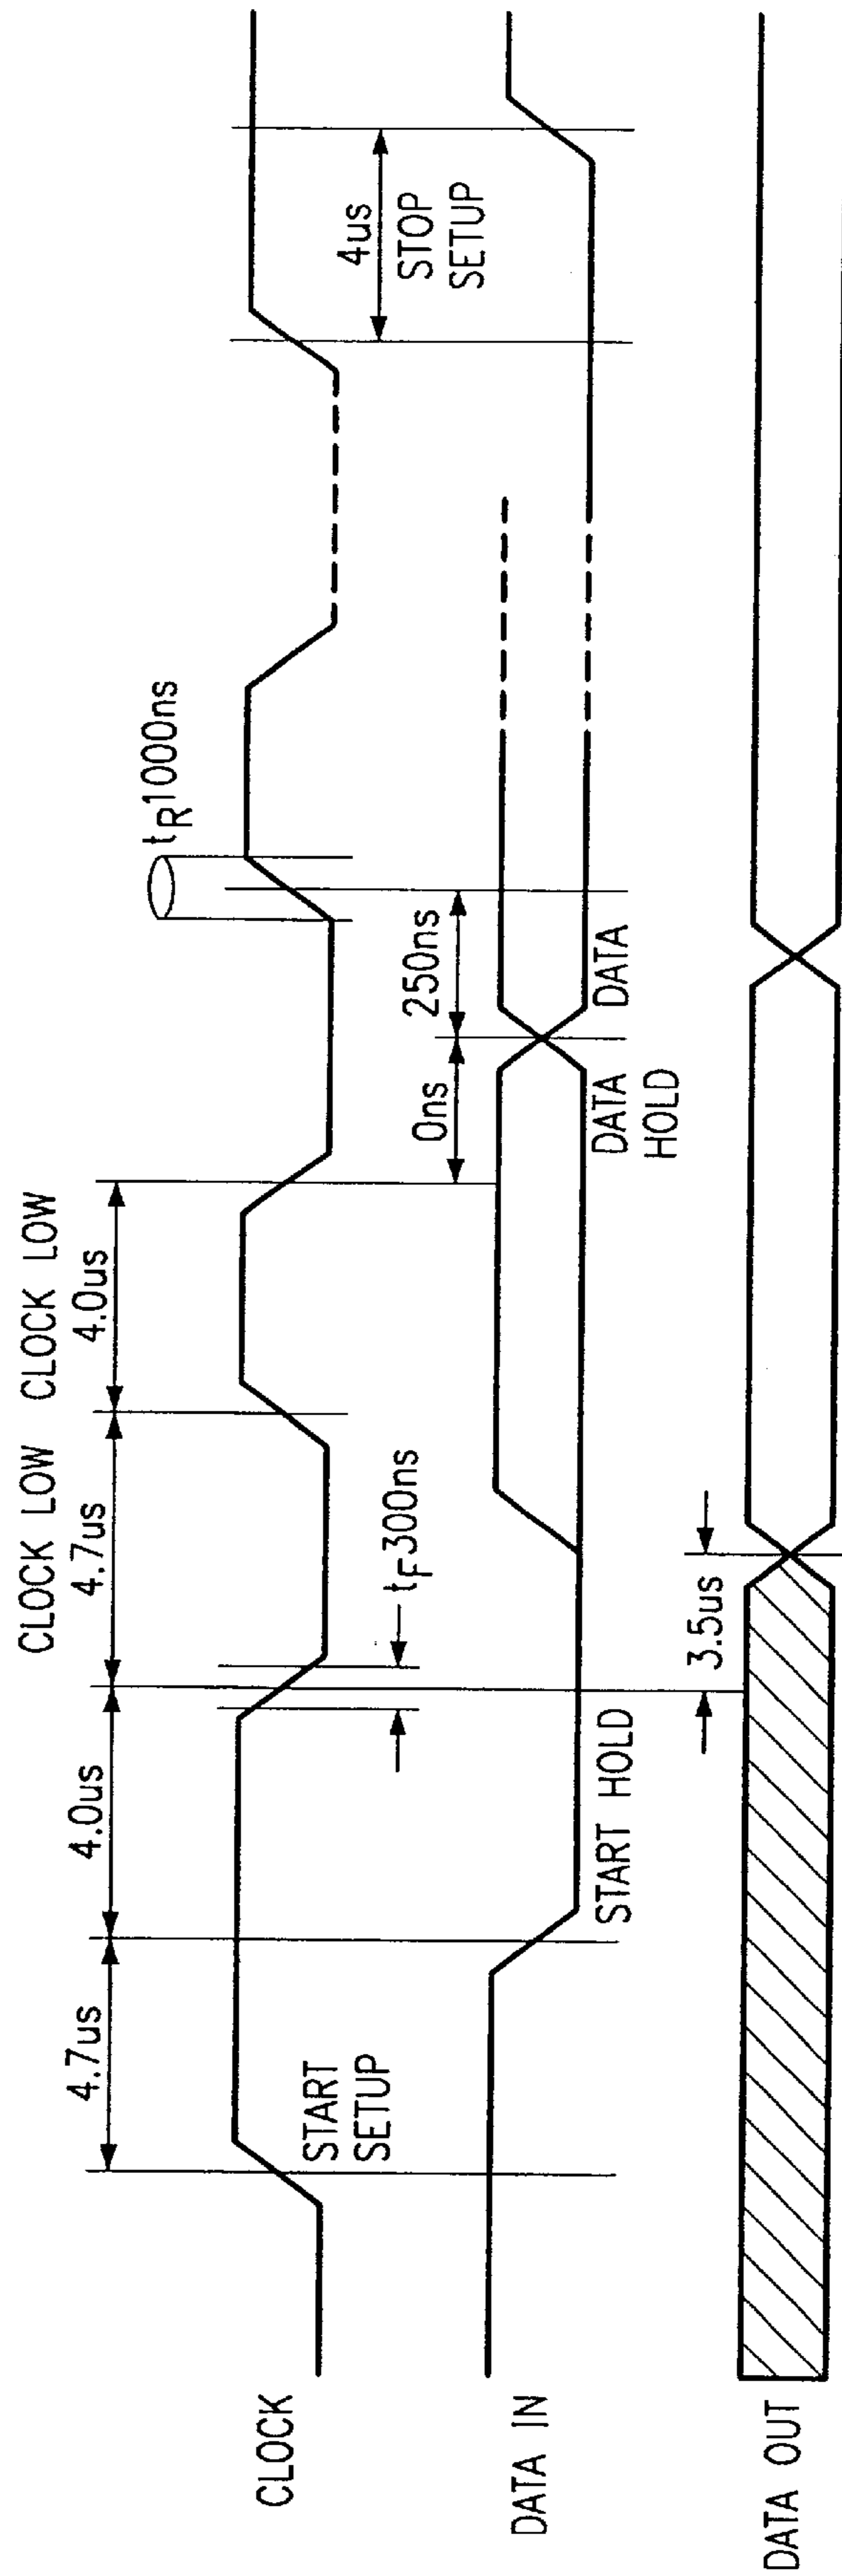 CLOCK LOW CLOCK LOW
4.7us
4.0us
4.7us
4.0us
tR1000ns
CLOCK
START
SETUP
tF300ns
4us
STOP
SETUP
0ns
250ns
DATA IN
START HOLD
DATA
HOLD
DATA
3.5us
DATA OUT